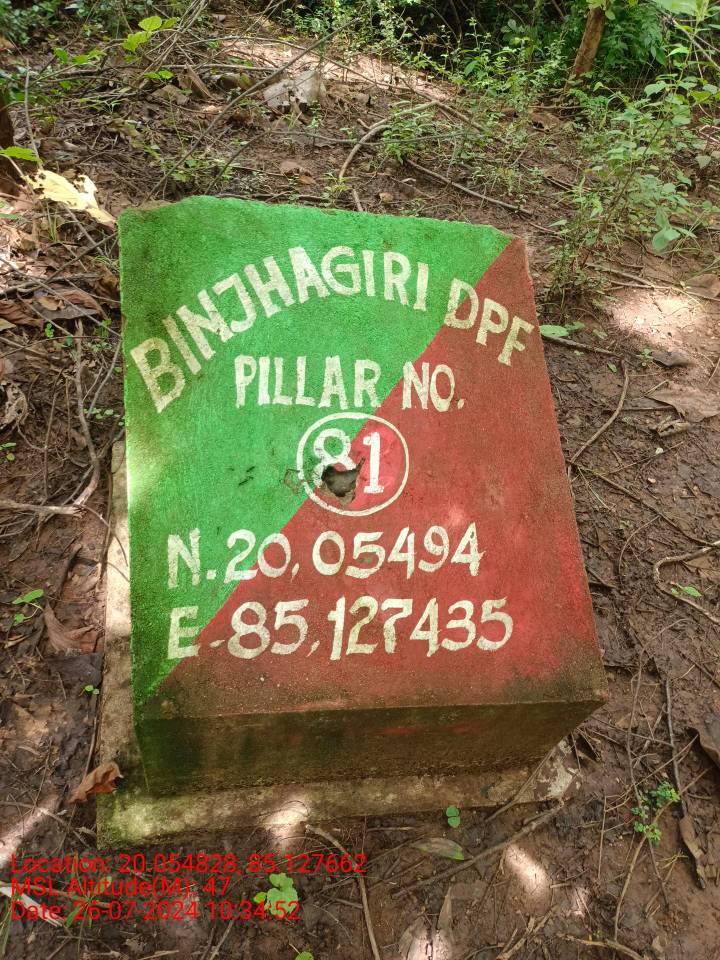 BINJHAGIRI DPF
PILLAR NO.
81
N. 20, 05494
E - 85, 127435
Location: 20.054828, 85.127662
MSL Altitude(M): 47
Date: 26-07-2024 10:34:52